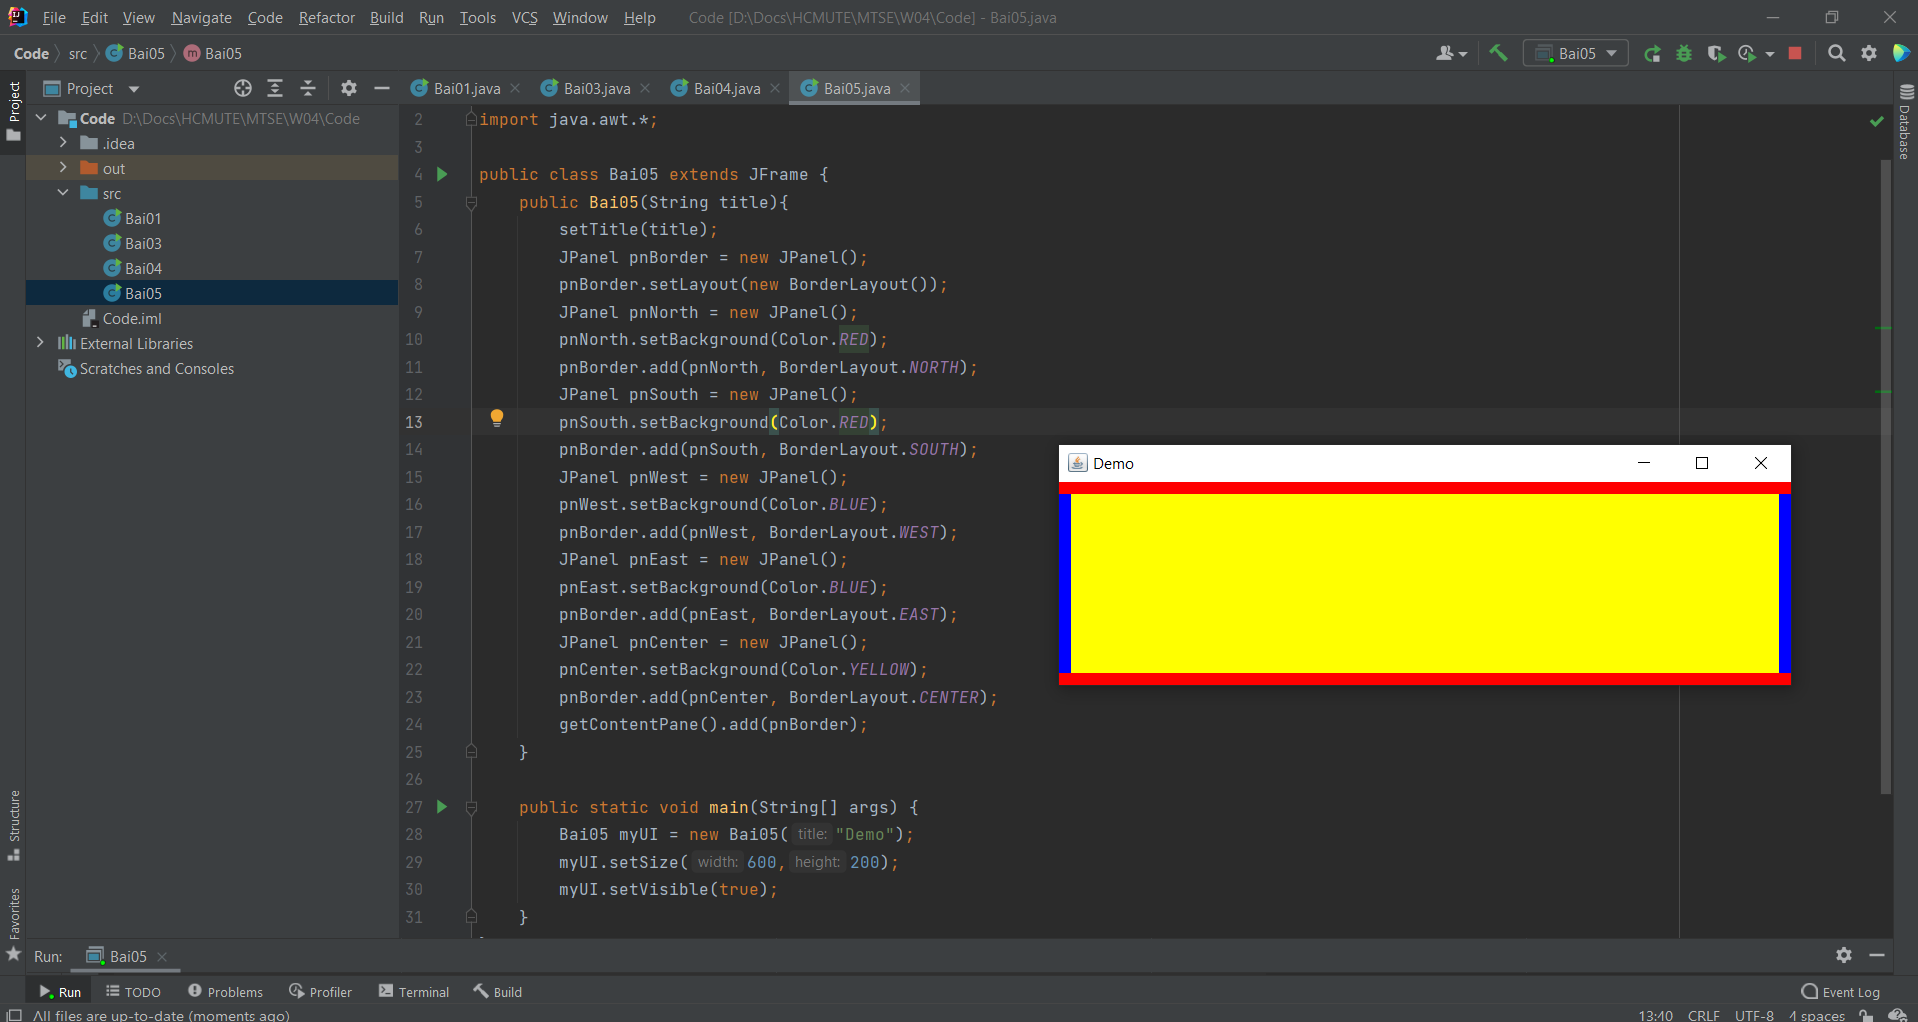 File Edit View Navigate Code Refactor Build Run Tools VCS Window Help Code [D:\Docs\HCMUTE\MTSE\W04\Code] - Bai05.java
Code src Bai05 m Bai05 Bai05
Project Project Bai01.java Bai03.java Bai04.java Bai05.java
Code D:\Docs\HCMUTE\MTSE\W04\Code
.idea
out
src
Bai01
Bai03
Bai04
Bai05
Code.iml
External Libraries
Scratches and Consoles
2 import java.awt.*;
3
4 public class Bai05 extends JFrame {
5 public Bai05(String title){
6 setTitle(title);
7 JPanel pnBorder = new JPanel();
8 pnBorder.setLayout(new BorderLayout());
9 JPanel pnNorth = new JPanel();
10 pnNorth.setBackground(Color.RED);
11 pnBorder.add(pnNorth, BorderLayout.NORTH);
12 JPanel pnSouth = new JPanel();
13 pnSouth.setBackground(Color.RED);
14 pnBorder.add(pnSouth, BorderLayout.SOUTH);
15 JPanel pnWest = new JPanel();
16 pnWest.setBackground(Color.BLUE);
17 pnBorder.add(pnWest, BorderLayout.WEST);
18 JPanel pnEast = new JPanel();
19 pnEast.setBackground(Color.BLUE);
20 pnBorder.add(pnEast, BorderLayout.EAST);
21 JPanel pnCenter = new JPanel();
22 pnCenter.setBackground(Color.YELLOW);
23 pnBorder.add(pnCenter, BorderLayout.CENTER);
24 getContentPane().add(pnBorder);
25 }
26
27 public static void main(String[] args) {
28 Bai05 myUI = new Bai05( title: "Demo");
29 myUI.setSize( width: 600, height: 200);
30 myUI.setVisible(true);
31 }
Demo
Database
Structure
Favorites
Run: Bai05
Run TODO Problems Profiler Terminal Build Event Log
All files are up-to-date (moments ago) 13:40 CRLF UTF-8 4 spaces